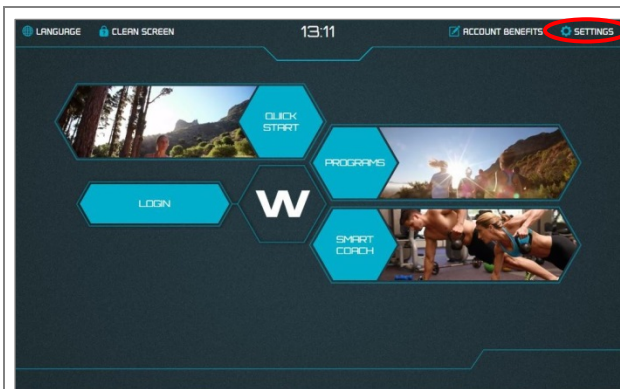 LANGUAGE
CLEAN SCREEN
13:11
ACCOUNT BENEFITS
SETTINGS
QUICK
START
PROGRAMS
LOGIN
W
SMART
COACH